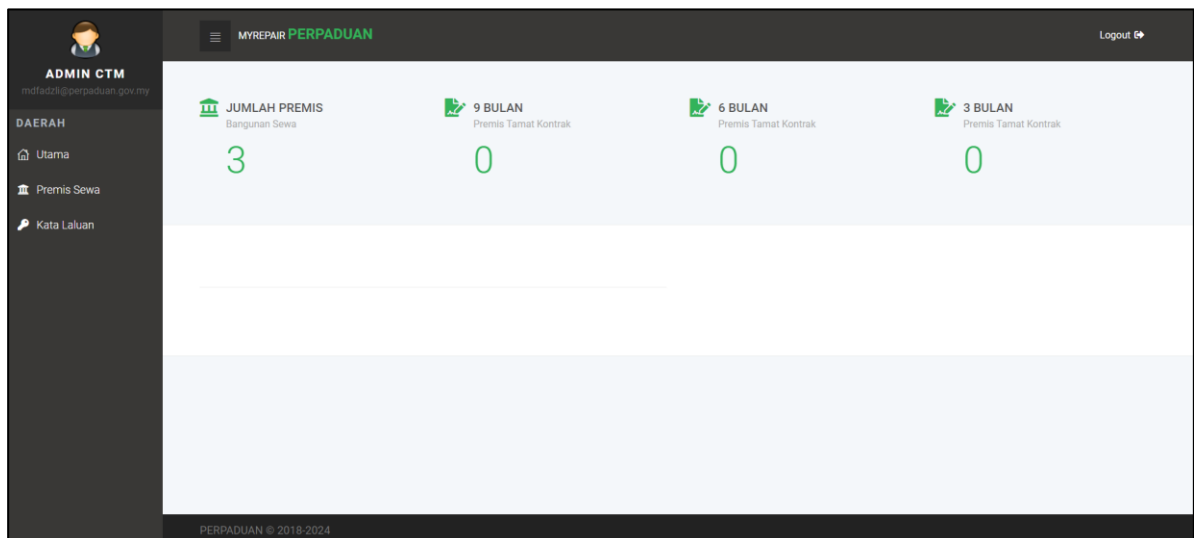 ADMIN CTM
mdfadzli@perpaduan.gov.my
DAERAH
Utama
Premis Sewa
Kata Laluan
MYREPAIR PERPADUAN
Logout
JUMLAH PREMIS
Bangunan Sewa
3
9 BULAN
Premis Tamat Kontrak
0
6 BULAN
Premis Tamat Kontrak
0
3 BULAN
Premis Tamat Kontrak
0
PERPADUAN © 2018-2024